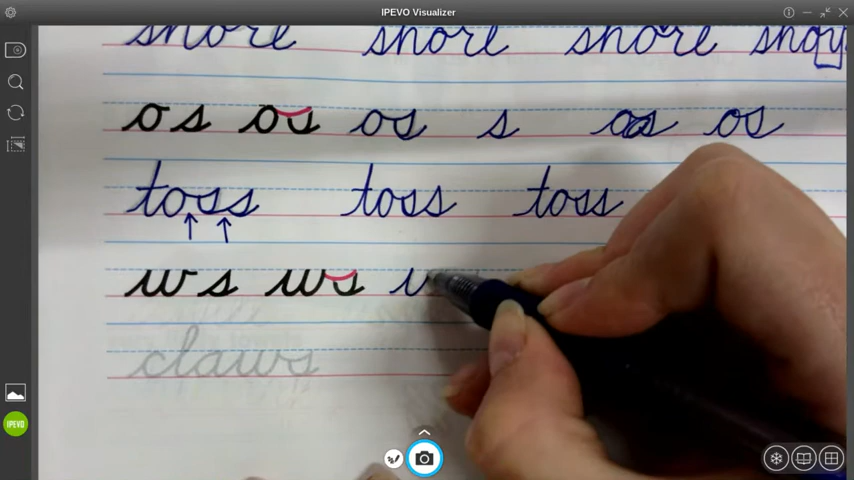 IPEVO Visualizer
snore snore snore
os os os s os os
toss toss toss
ws ws
claws
IPEVO